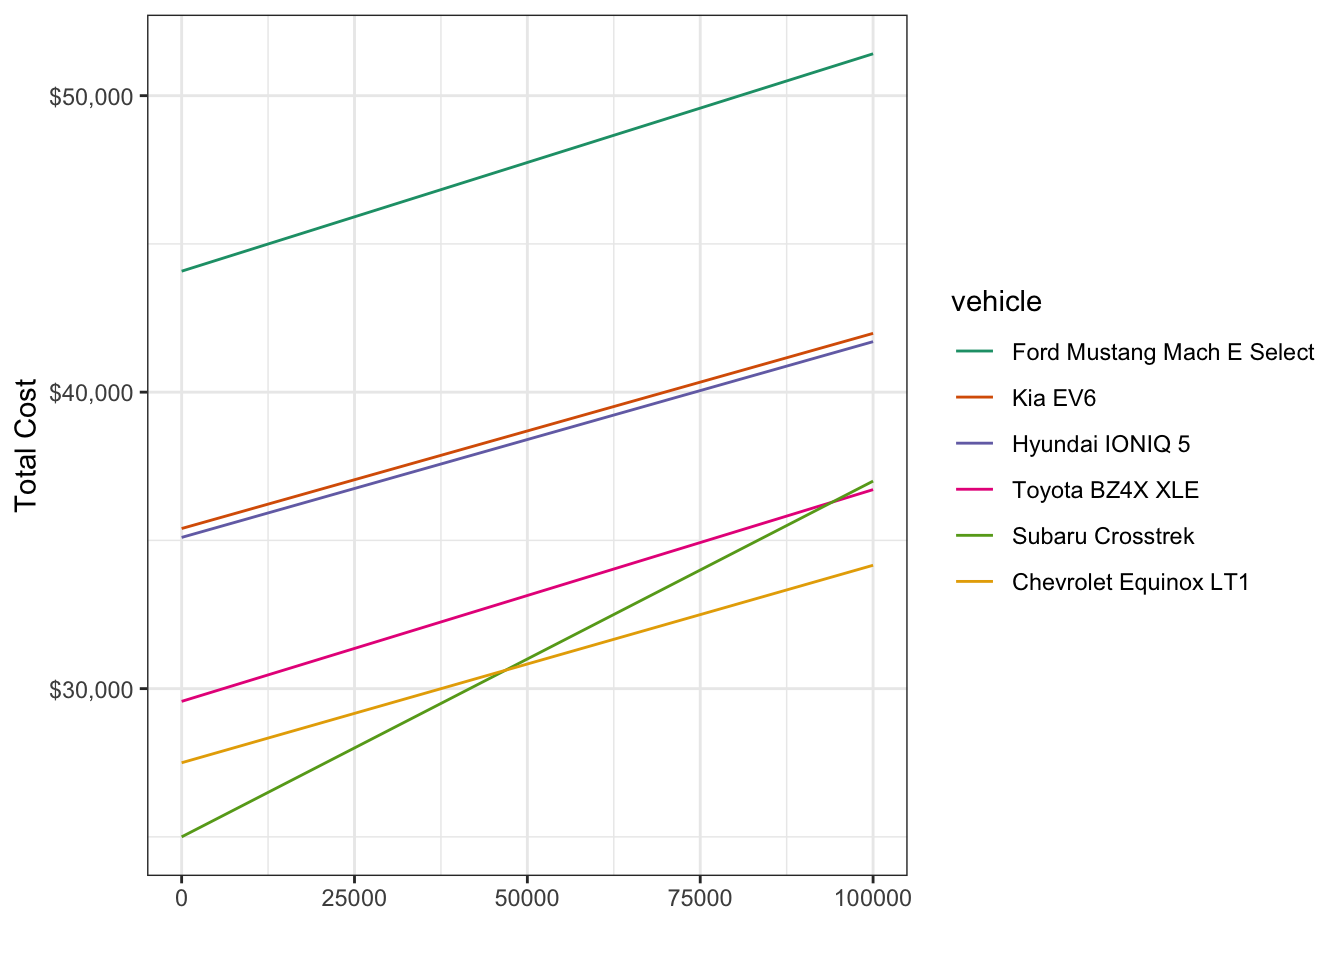 $50,000
$40,000
$30,000
Total Cost
0 25000 50000 75000 100000
vehicle
Ford Mustang Mach E Select
Kia EV6
Hyundai IONIQ 5
Toyota BZ4X XLE
Subaru Crosstrek
Chevrolet Equinox LT1